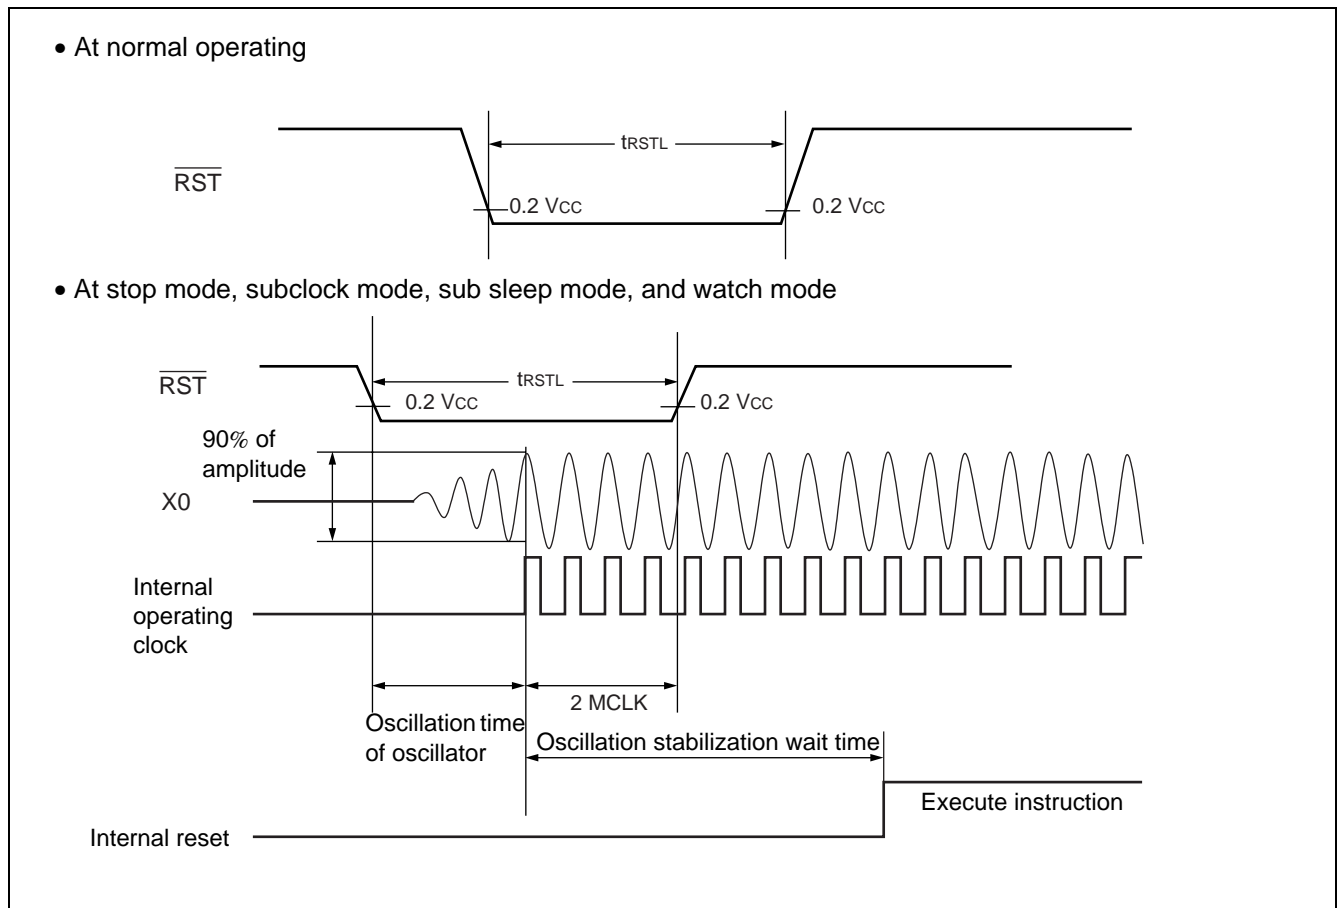 • At normal operating
tRSTL
RST
0.2 VCC
0.2 VCC
• At stop mode, subclock mode, sub sleep mode, and watch mode
RST
tRSTL
0.2 VCC
0.2 VCC
90% of
amplitude
X0
Internal
operating
clock
2 MCLK
Oscillation time
of oscillator
Oscillation stabilization wait time
Execute instruction
Internal reset